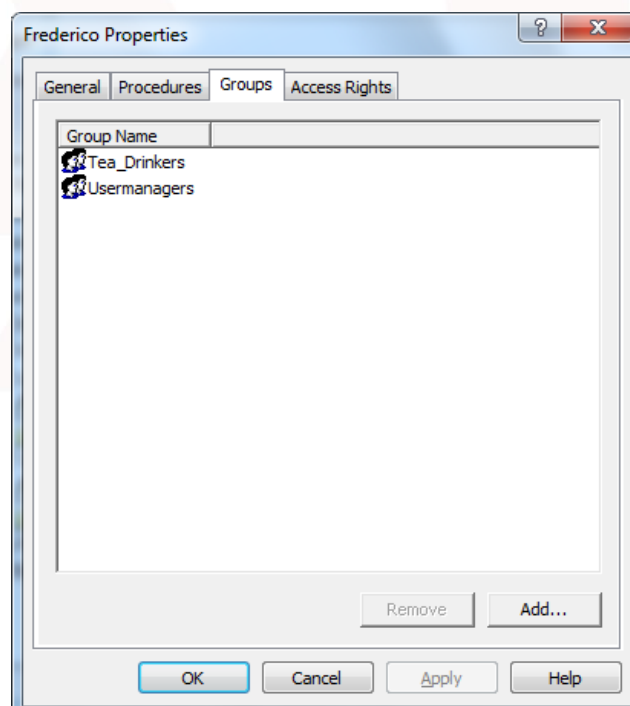 Frederico Properties
General Procedures Groups Access Rights
Group Name
Tea_Drinkers
Usermanagers
Remove Add...
OK Cancel Apply Help